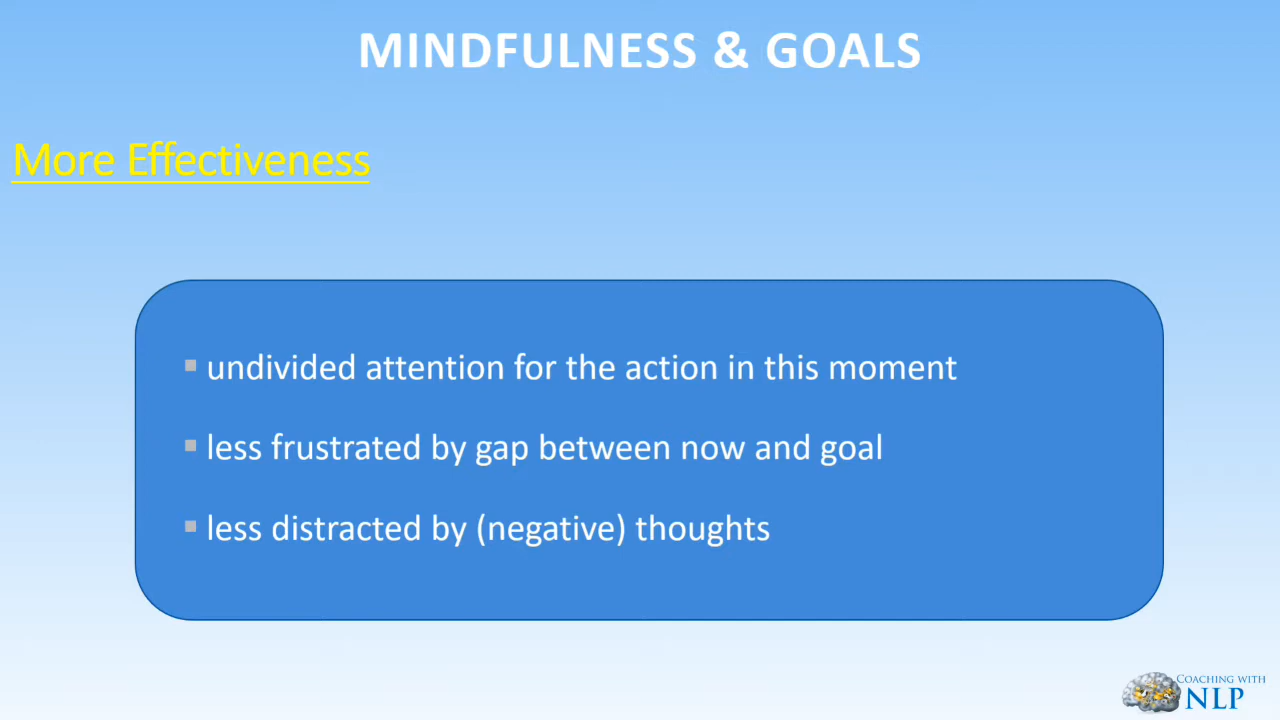 MINDFULNESS & GOALS
More Effectiveness
undivided attention for the action in this moment
less frustrated by gap between now and goal
less distracted by (negative) thoughts
COACHING WITH
NLP